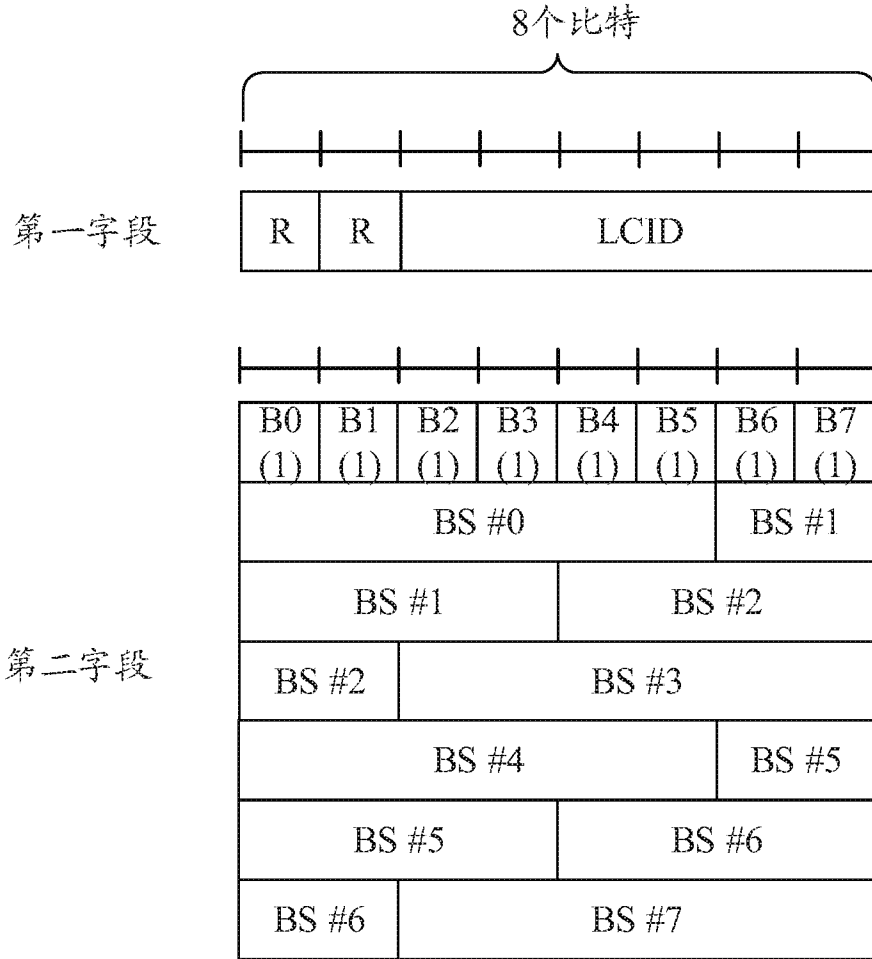 8个比特
第一字段 R R LCID
B0 B1 B2 B3 B4 B5 B6 B7
(1) (1) (1) (1) (1) (1) (1) (1)
BS #0 BS #1
BS #1 BS #2
第二字段 BS #2 BS #3
BS #4 BS #5
BS #5 BS #6
BS #6 BS #7